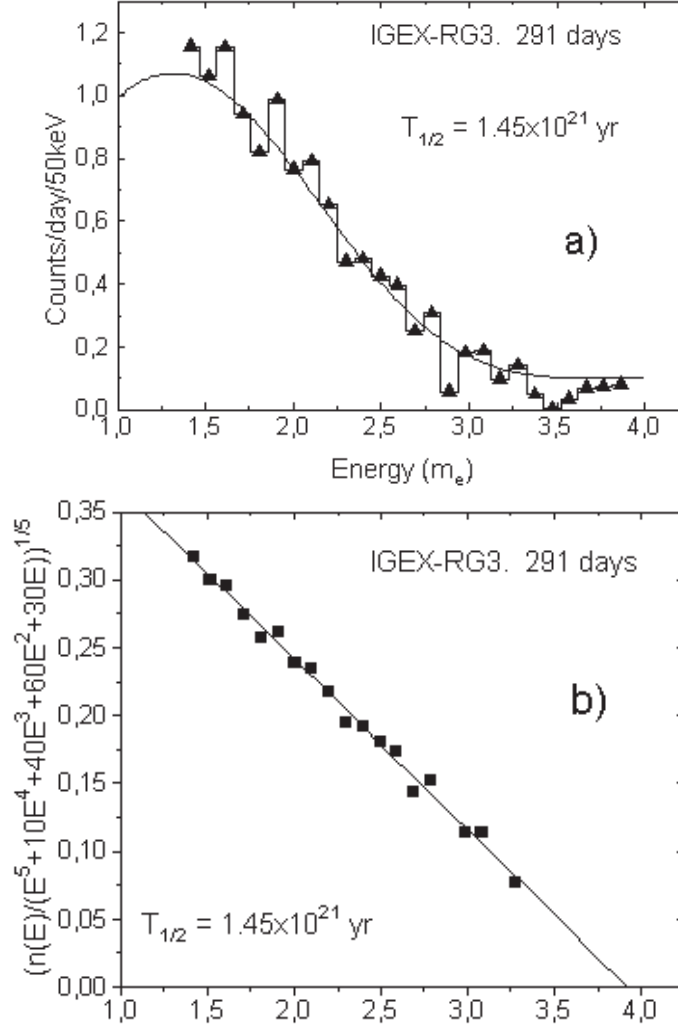 IGEX-RG3. 291 days
T1/2 = 1.45x10^21 yr
a)
Counts/day/50keV
1,2
1,0
0,8
0,6
0,4
0,2
0,0
1,0 1,5 2,0 2,5 3,0 3,5 4,0
Energy (m_e)
IGEX-RG3. 291 days
b)
(n(E)/(E^5+10E^4+40E^3+60E^2+30E))^1/5
0,35
0,30
0,25
0,20
0,15
0,10
0,05
0,00
T1/2 = 1.45x10^21 yr
1,0 1,5 2,0 2,5 3,0 3,5 4,0